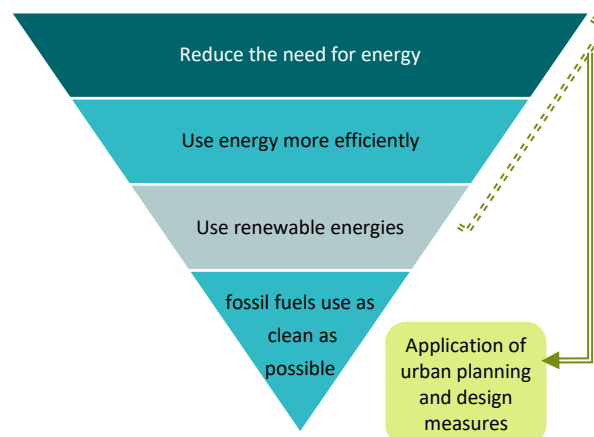 Reduce the need for energy
Use energy more efficiently
Use renewable energies
fossil fuels use as
clean as
possible
Application of
urban planning
and design
measures